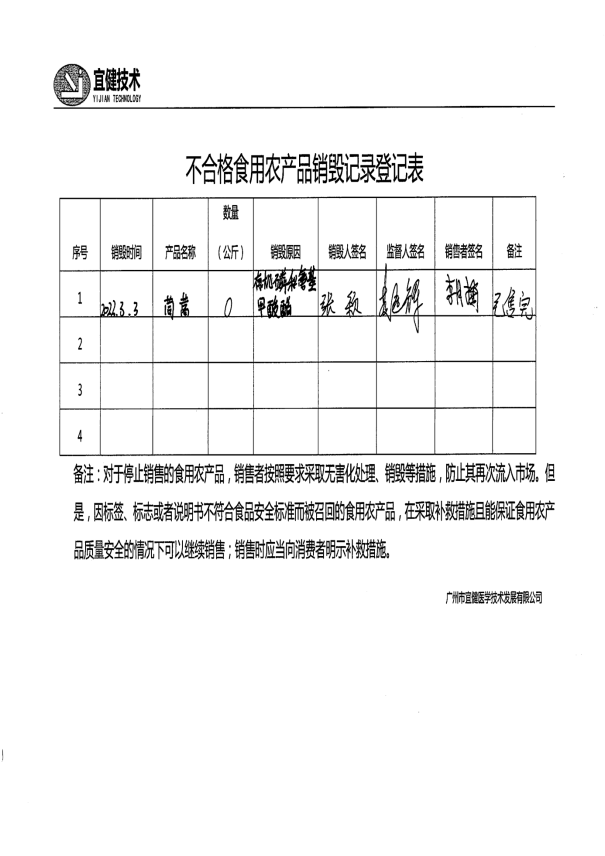 宜健技术
YIJIAN TECHNOLOGY
不合格食用农产品销毁记录登记表
序号 销毁时间 产品名称 数量（公斤） 销毁原因 销毁人签名 监督人签名 销售者签名 备注
1 2022.3.3 茼蒿 0 有机磷和氨基甲酸酯 张毅 已售完
2
3
4
备注：对于停止销售的食用农产品，销售者按照要求采取无害化处理、销毁等措施，防止其再次流入市场。但
是，因标签、标志或者说明书不符合食品安全标准而被召回的食用农产品，在采取补救措施且能保证食用农产
品质量安全的情况下可以继续销售；销售时应当向消费者明示补救措施。
广州市宜健医学技术发展有限公司